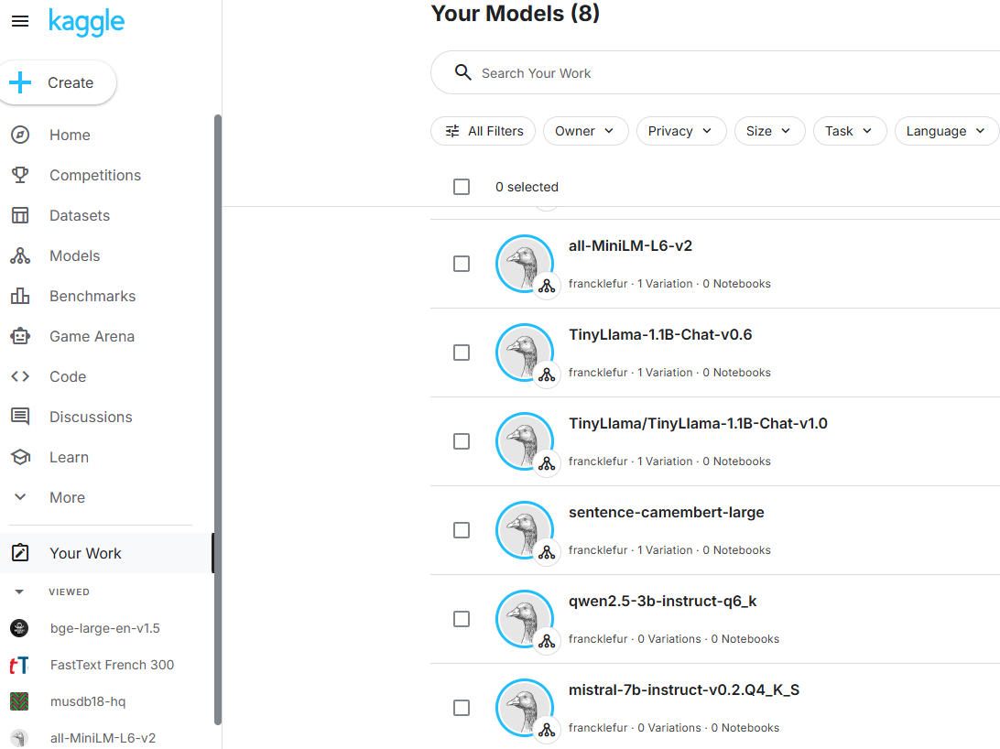 kaggle
Create
Home
Competitions
Datasets
Models
Benchmarks
Game Arena
Code
Discussions
Learn
More
Your Work
VIEWED
bge-large-en-v1.5
FastText French 300
musdb18-hq
all-MiniLM-L6-v2
Your Models (8)
Search Your Work
All Filters Owner Privacy Size Task Language
0 selected
all-MiniLM-L6-v2
francklefur · 1 Variation · 0 Notebooks
TinyLlama-1.1B-Chat-v0.6
francklefur · 1 Variation · 0 Notebooks
TinyLlama/TinyLlama-1.1B-Chat-v1.0
francklefur · 1 Variation · 0 Notebooks
sentence-camembert-large
francklefur · 1 Variation · 0 Notebooks
qwen2.5-3b-instruct-q6_k
francklefur · 0 Variations · 0 Notebooks
mistral-7b-instruct-v0.2.Q4_K_S
francklefur · 0 Variations · 0 Notebooks